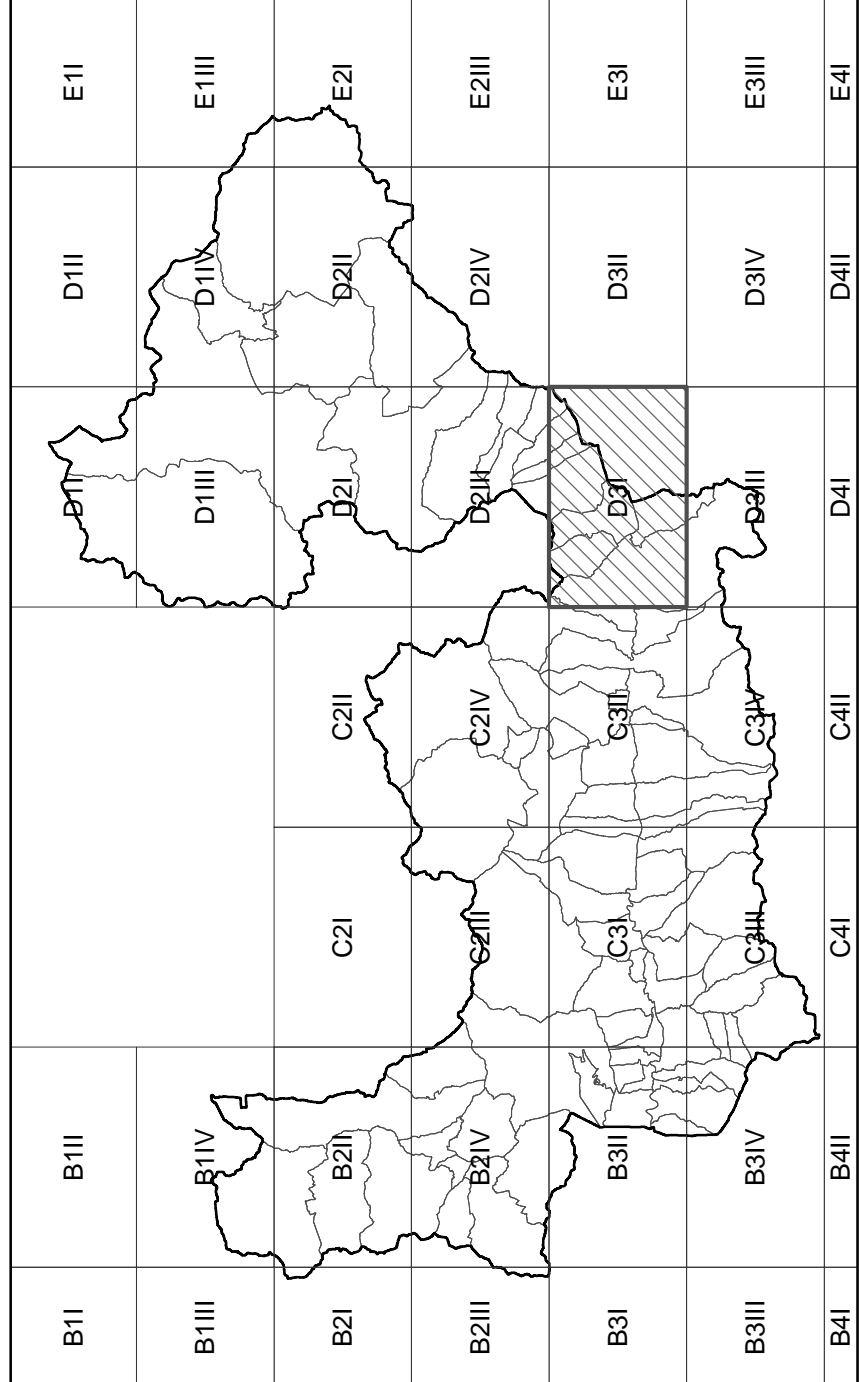 B1I B1II D1I D1II E1I
B1III B1IV D1III D1IV E1III
B2I B2II C2I C2II D2I D2II E2I
B2III B2IV C2III C2IV D2III D2IV E2III
B3I B3II C3I C3II D3I D3II E3I
B3III B3IV C3III C3IV D3III D3IV E3III
B4I B4II C4I C4II D4I D4II E4I